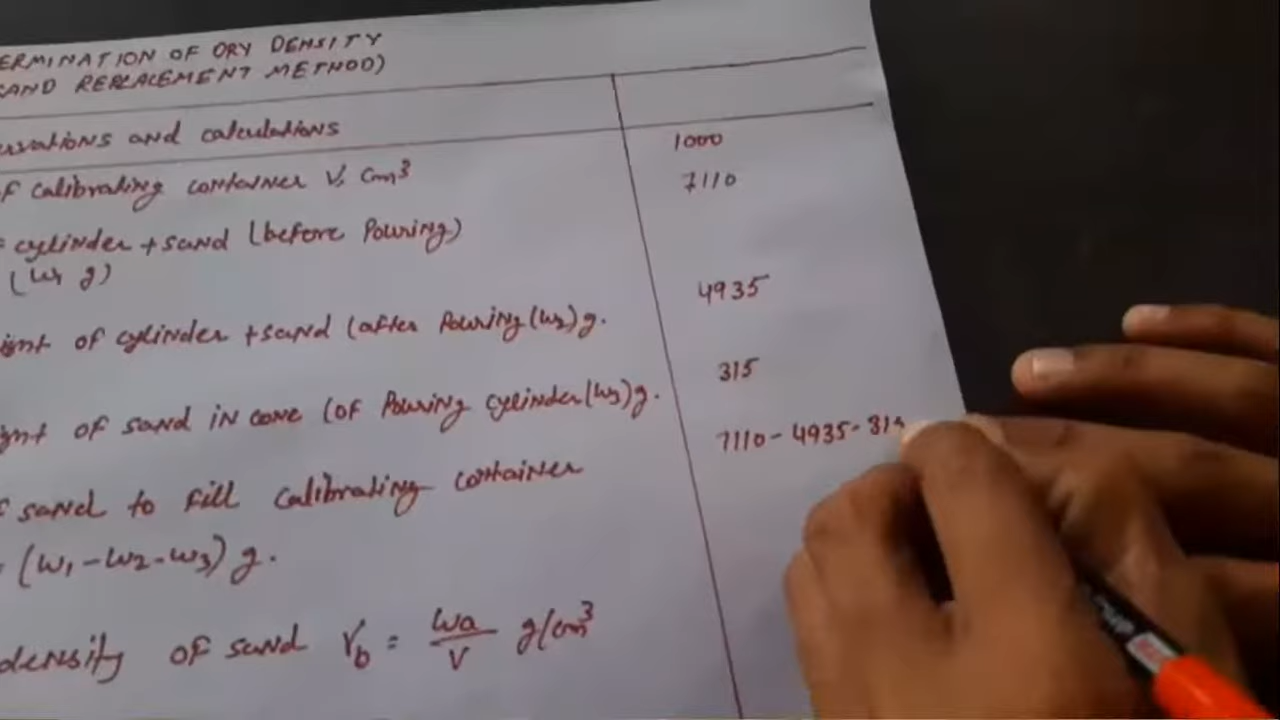 ERMINATION OF DRY DENSITY
SAND REPLACEMENT METHOD)
ervations and calculations
of calibrating container V, Cm³ 1000
cylinder + sand (before Pouring) 7110
(W₁ g)
ight of cylinder + sand (after Pouring (W₂) g. 4935
ight of sand in cone (of Pouring cylinder (W₃) g. 315
f sand to fill calibrating container 7110 - 4935 - 315
(W₁ - W₂ - W₃) g.
density of sand γb = Wa/V g/cm³